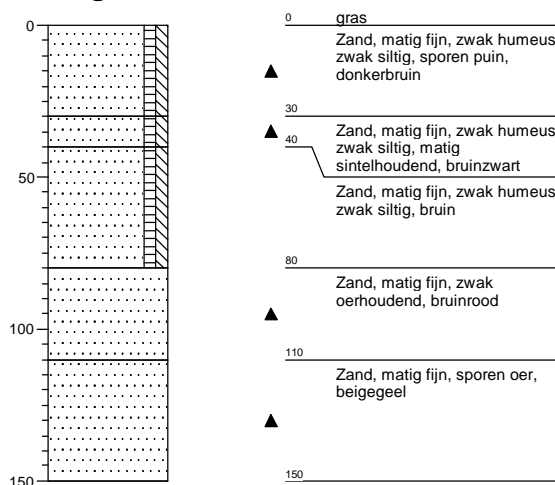 0
50
100
150
0
gras
Zand, matig fijn, zwak humeus
zwak siltig, sporen puin,
donkerbruin
30
Zand, matig fijn, zwak humeus
zwak siltig, matig
sintelhoudend, bruinzwart
40
Zand, matig fijn, zwak humeus
zwak siltig, bruin
80
Zand, matig fijn, zwak
oerhoudend, bruinrood
110
Zand, matig fijn, sporen oer,
beigegeel
150